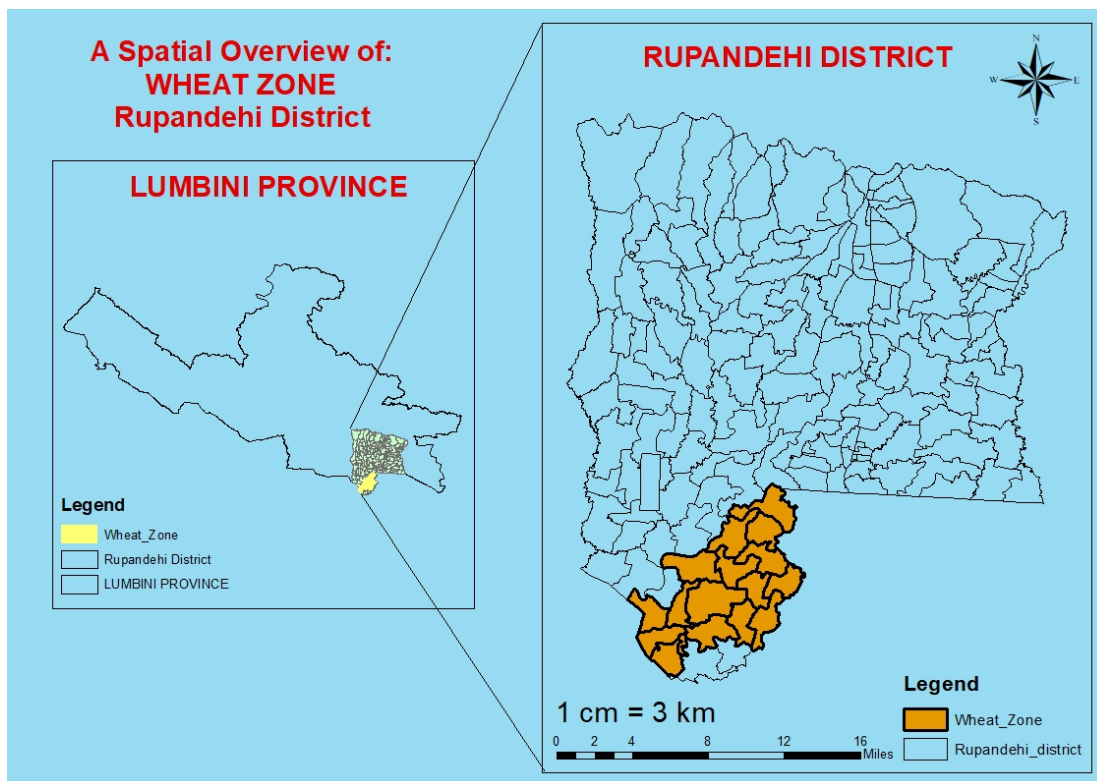 A Spatial Overview of:
WHEAT ZONE
Rupandehi District
LUMBINI PROVINCE
Legend
Wheat_Zone
Rupandehi District
LUMBINI PROVINCE
RUPANDEHI DISTRICT
N
W E
S
1 cm = 3 km
0 2 4 8 12 16
Miles
Legend
Wheat_Zone
Rupandehi_district